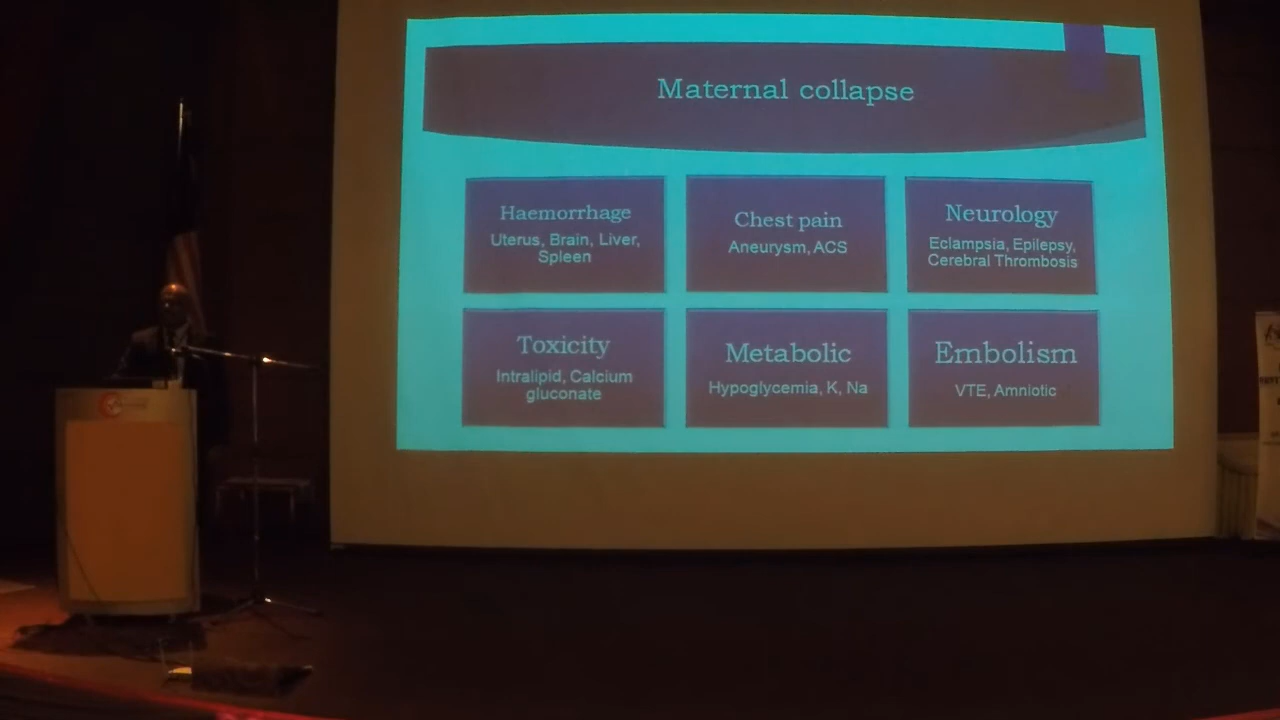 Maternal collapse
Haemorrhage
Uterus, Brain, Liver,
Spleen
Chest pain
Aneurysm, ACS
Neurology
Eclampsia, Epilepsy,
Cerebral Thrombosis
Toxicity
Intralipid, Calcium
gluconate
Metabolic
Hypoglycemia, K, Na
Embolism
VTE, Amniotic